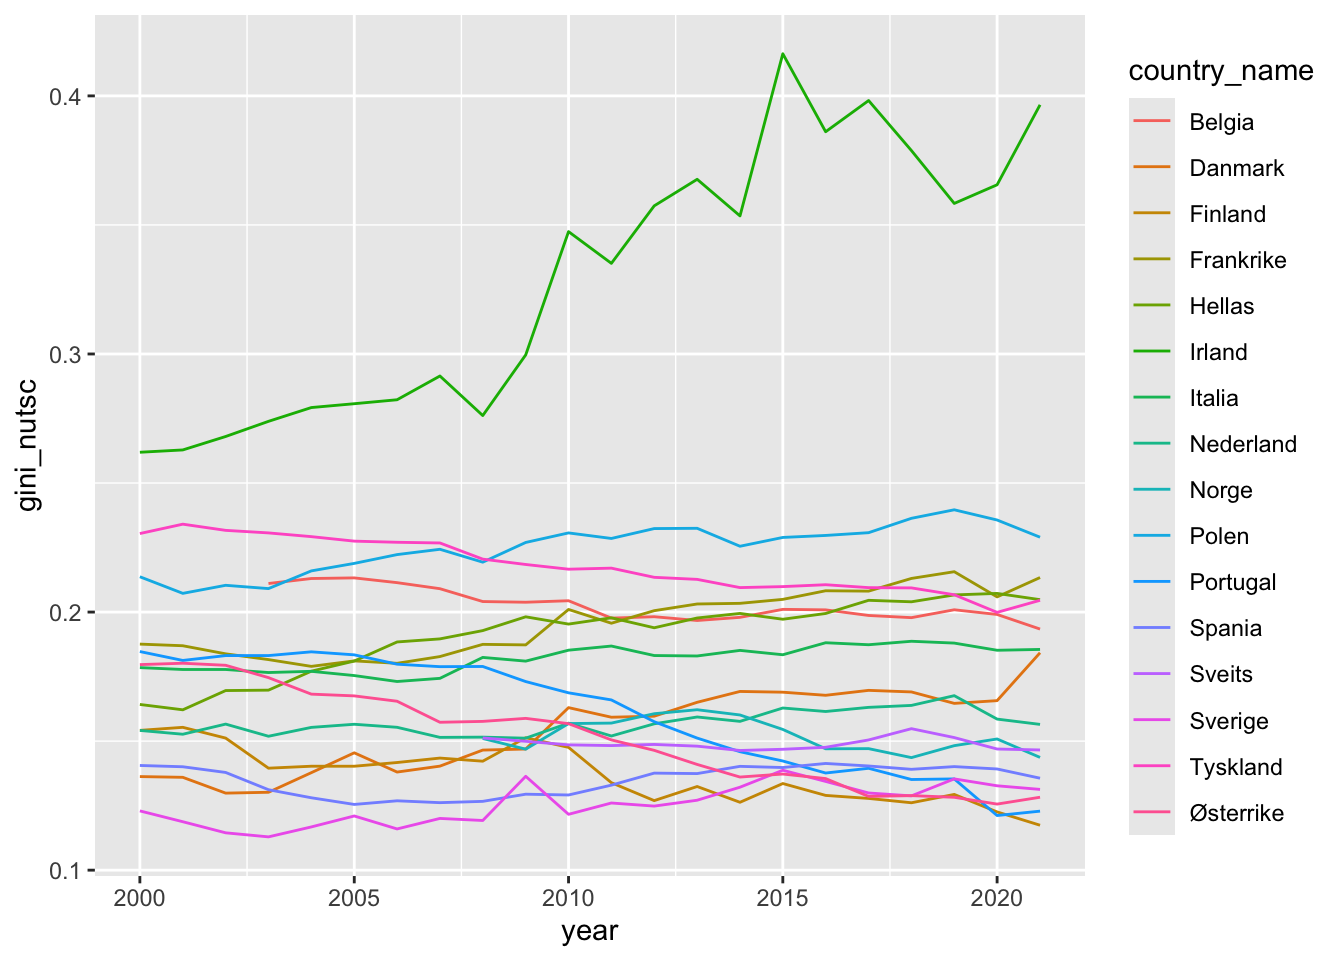 country_name
Belgia
Danmark
Finland
Frankrike
Hellas
Irland
Italia
Nederland
Norge
Polen
Portugal
Spania
Sveits
Sverige
Tyskland
Østerrike
gini_nutsc
0.4
0.3
0.2
0.1
2000 2005 2010 2015 2020
year